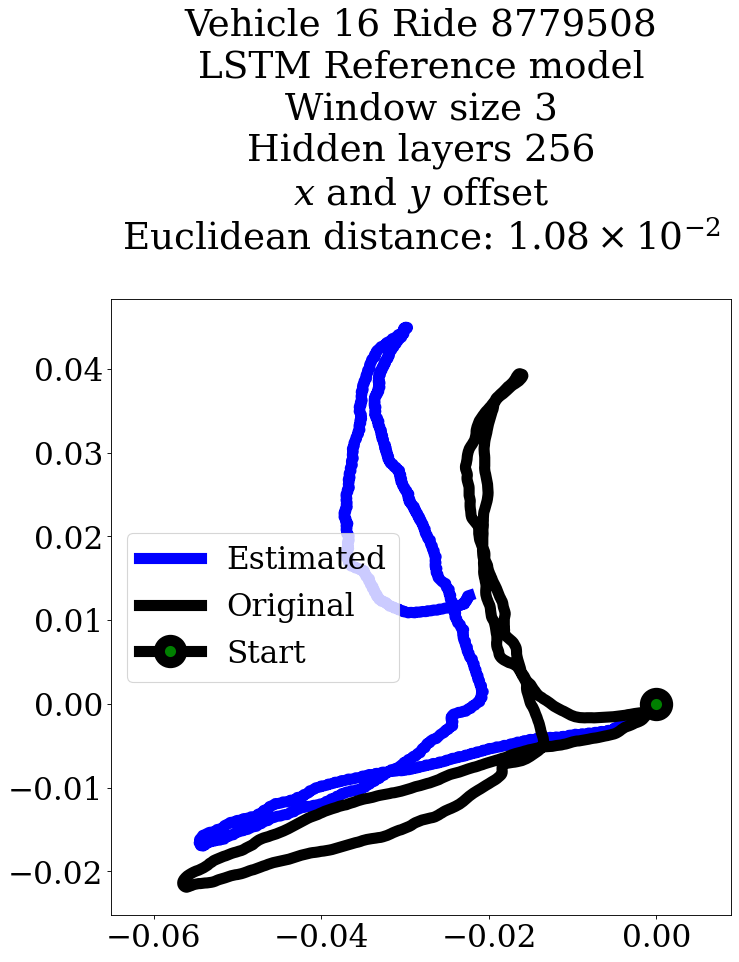 Vehicle 16 Ride 8779508
LSTM Reference model
Window size 3
Hidden layers 256
x and y offset
Euclidean distance: 1.08 × 10⁻²
0.04
0.03
0.02
Estimated
0.01
Original
Start
0.00
−0.01
−0.02
−0.06 −0.04 −0.02 0.00